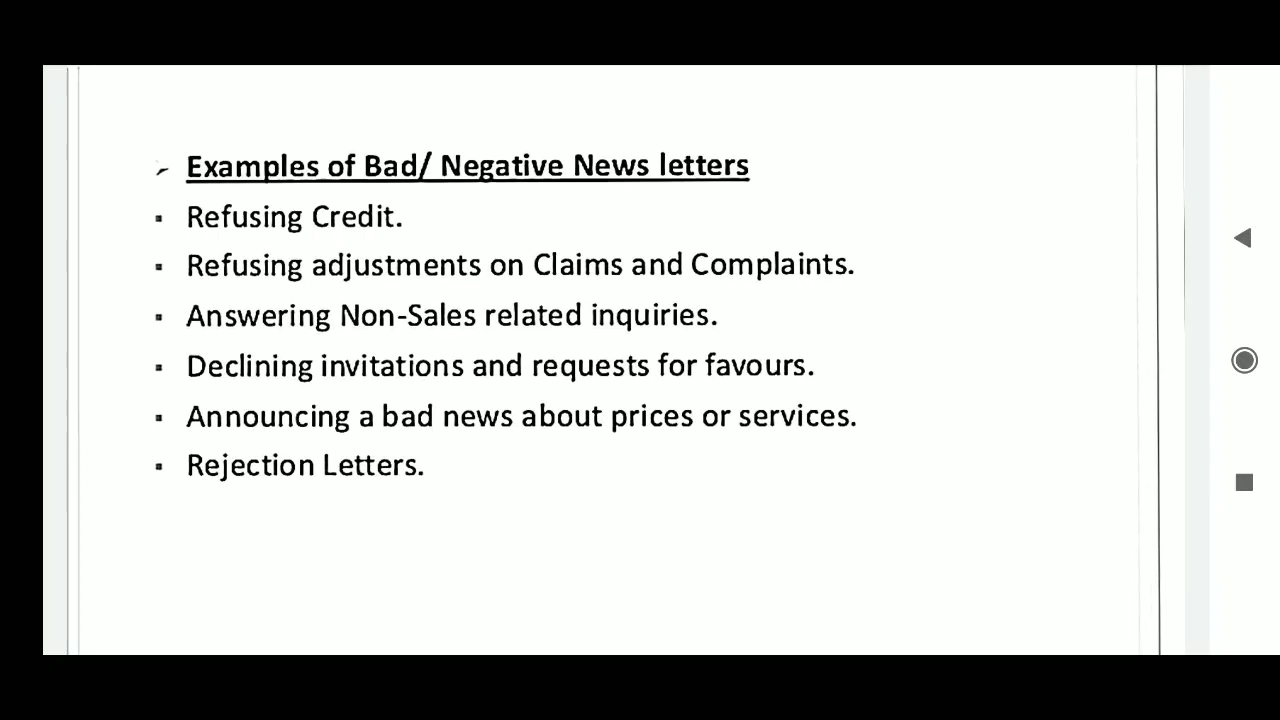 Examples of Bad/ Negative News letters
Refusing Credit.
Refusing adjustments on Claims and Complaints.
Answering Non-Sales related inquiries.
Declining invitations and requests for favours.
Announcing a bad news about prices or services.
Rejection Letters.